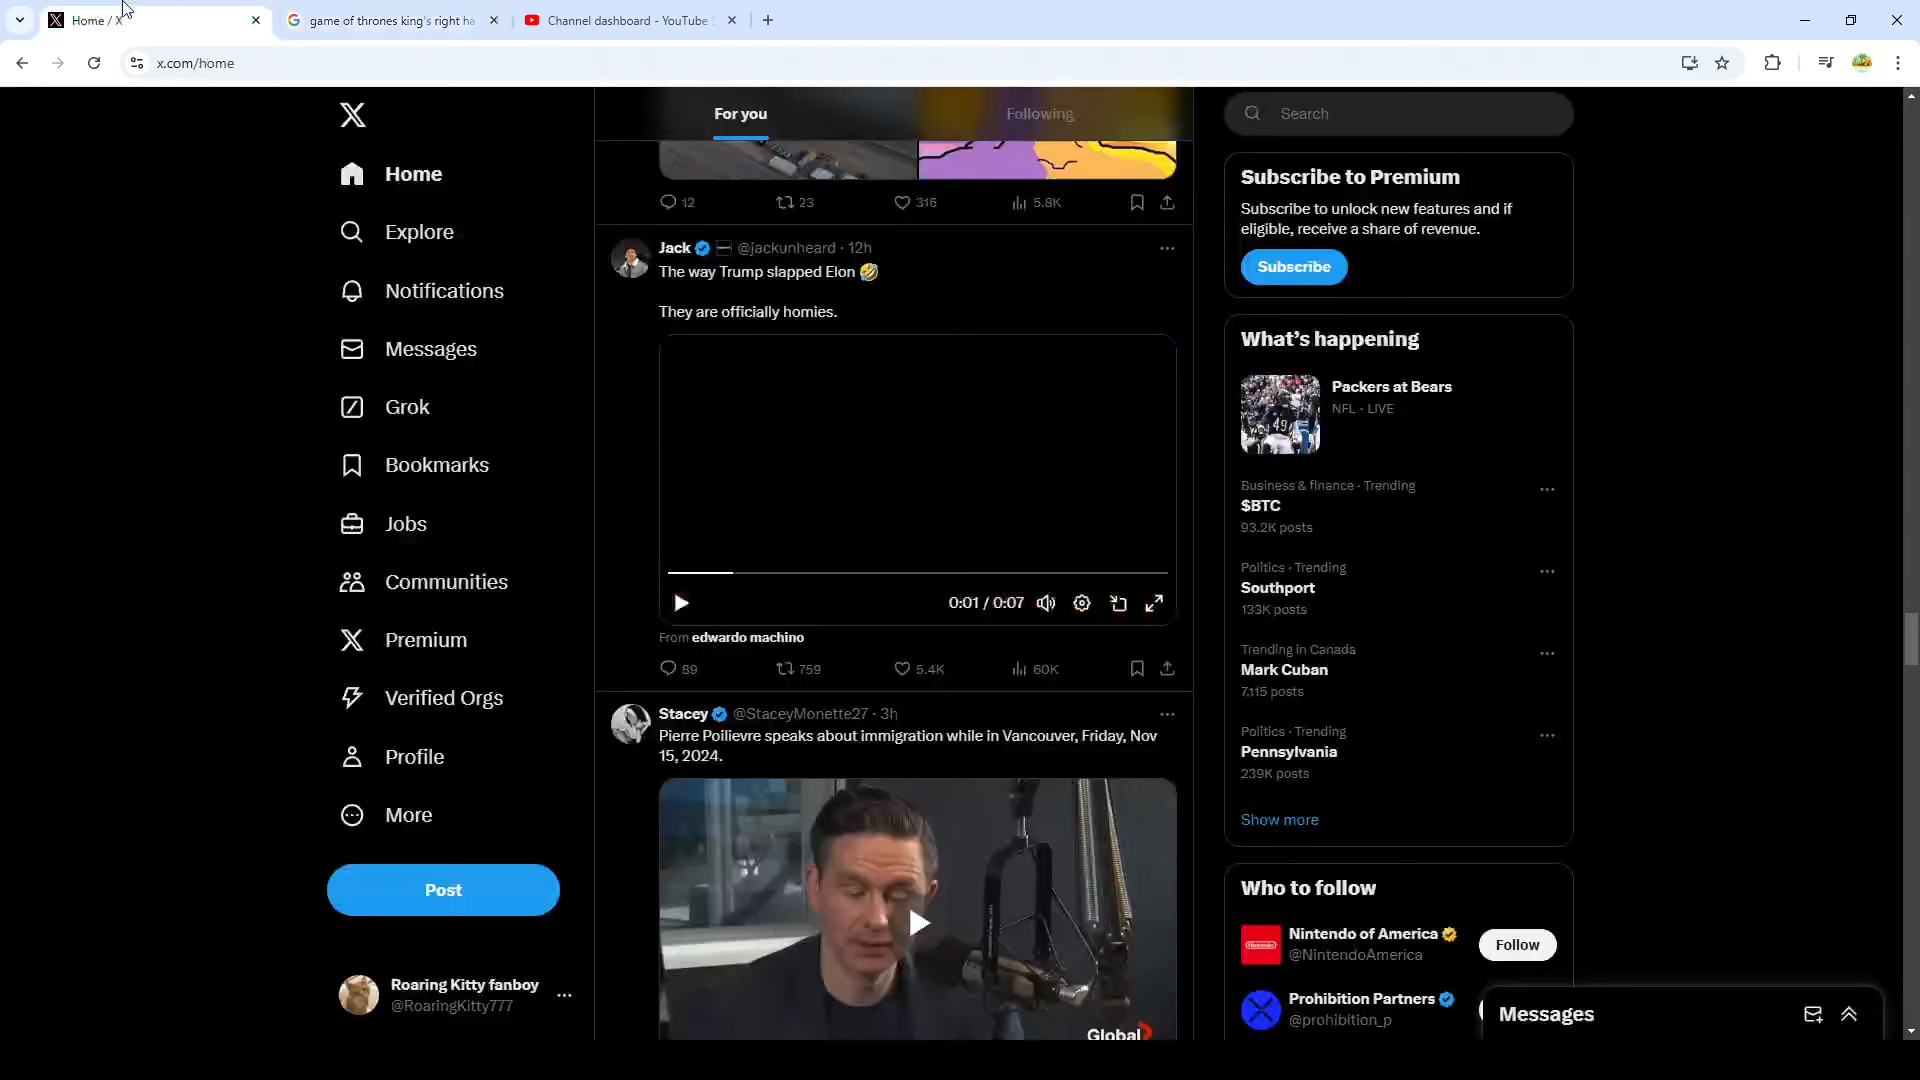 Home / X
game of thrones king's right ha
Channel dashboard - YouTube
x.com/home
For you
Following
Search
Home
Explore
Notifications
Messages
Grok
Bookmarks
Jobs
Communities
Premium
Verified Orgs
Profile
More
Post
Roaring Kitty fanboy
@RoaringKitty777
12
23
316
5.8K
Jack @jackunheard · 12h
The way Trump slapped Elon 🤣
They are officially homies.
0:01 / 0:07
From edwardo machino
89
759
5.4K
60K
Stacey @StaceyMonette27 · 3h
Pierre Poilievre speaks about immigration while in Vancouver, Friday, Nov
15, 2024.
Global
Subscribe to Premium
Subscribe to unlock new features and if
eligible, receive a share of revenue.
Subscribe
What's happening
Packers at Bears
NFL · LIVE
49
Business & finance · Trending
$BTC
93.2K posts
Politics · Trending
Southport
133K posts
Trending in Canada
Mark Cuban
7,115 posts
Politics · Trending
Pennsylvania
239K posts
Show more
Who to follow
Nintendo of America
@NintendoAmerica
Follow
Prohibition Partners
@prohibition_p
Messages